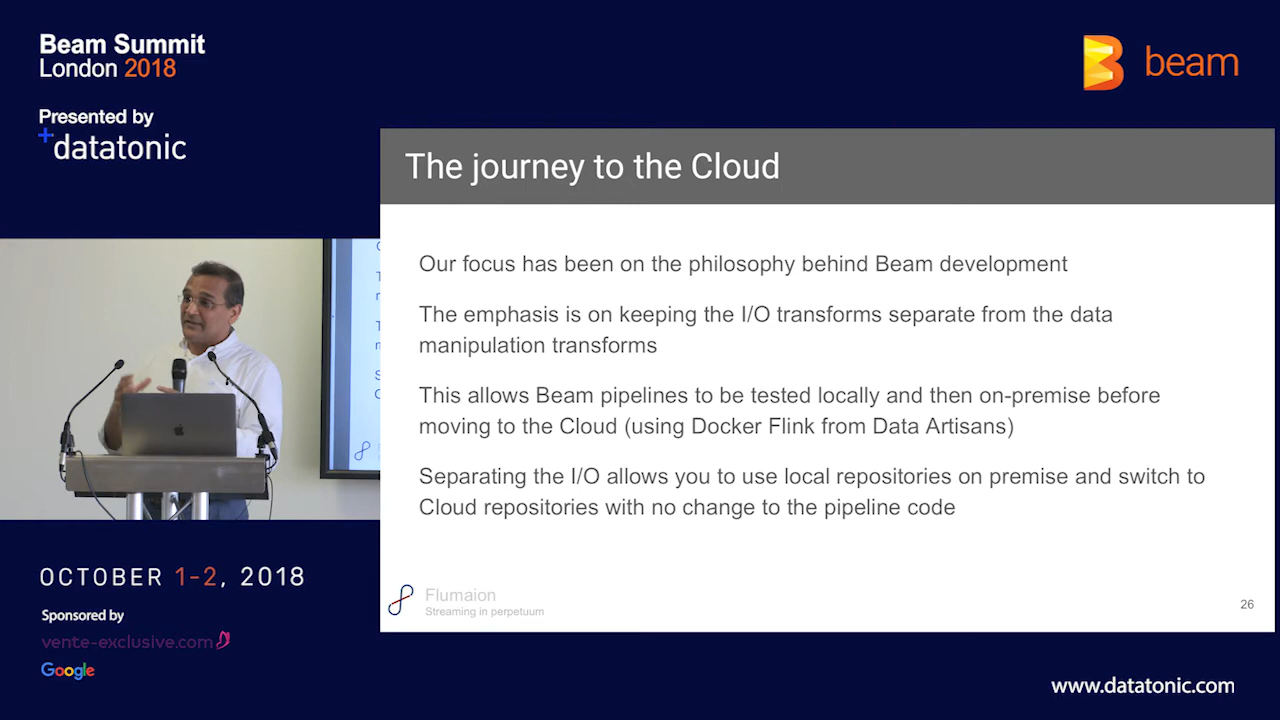 Beam Summit
London 2018
Presented by
datatonic
beam
The journey to the Cloud
Our focus has been on the philosophy behind Beam development
The emphasis is on keeping the I/O transforms separate from the data
manipulation transforms
This allows Beam pipelines to be tested locally and then on-premise before
moving to the Cloud (using Docker Flink from Data Artisans)
Separating the I/O allows you to use local repositories on premise and switch to
Cloud repositories with no change to the pipeline code
Flumaion
Streaming in perpetuum
26
OCTOBER 1-2, 2018
Sponsored by
vente-exclusive.com
Google
www.datatonic.com